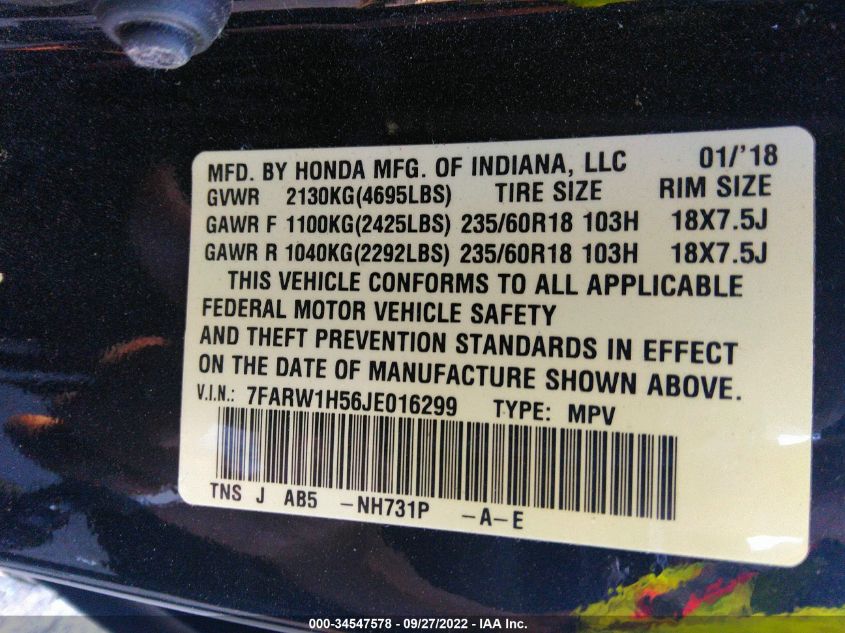 MFD. BY HONDA MFG. OF INDIANA, LLC 01/'18
GVWR 2130KG(4695LBS) TIRE SIZE RIM SIZE
GAWR F 1100KG(2425LBS) 235/60R18 103H 18X7.5J
GAWR R 1040KG(2292LBS) 235/60R18 103H 18X7.5J
THIS VEHICLE CONFORMS TO ALL APPLICABLE
FEDERAL MOTOR VEHICLE SAFETY
AND THEFT PREVENTION STANDARDS IN EFFECT
ON THE DATE OF MANUFACTURE SHOWN ABOVE.
V.I.N.: 7FARW1H56JE016299 TYPE: MPV
TNS J AB5 -NH731P -A-E
000-34547578 - 09/27/2022 - IAA Inc.